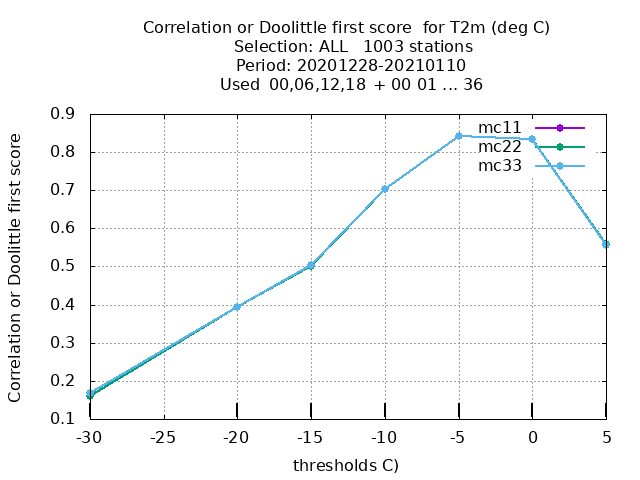 Correlation or Doolittle first score  for T2m (deg C)
Selection: ALL   1003 stations
Period: 20201228-20210110
Used  00,06,12,18  + 00 01 ... 36
Correlation or Doolittle first score
0.9
0.8
0.7
0.6
0.5
0.4
0.3
0.2
0.1
mc11
mc22
mc33
-30 -25 -20 -15 -10 -5 0 5
thresholds C)